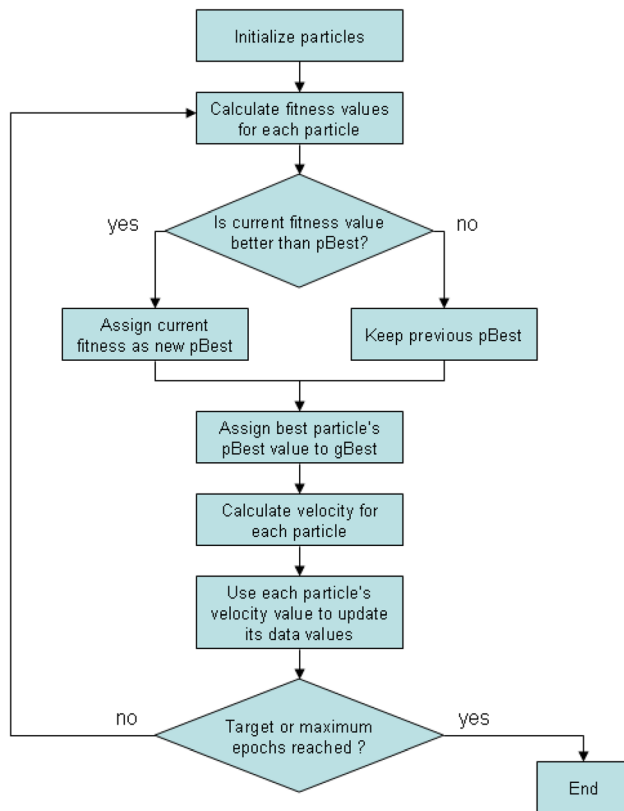 Initialize particles
Calculate fitness values
for each particle
yes
Is current fitness value
better than pBest?
no
Assign current
fitness as new pBest
Keep previous pBest
Assign best particle's
pBest value to gBest
Calculate velocity for
each particle
Use each particle's
velocity value to update
its data values
no
Target or maximum
epochs reached ?
yes
End